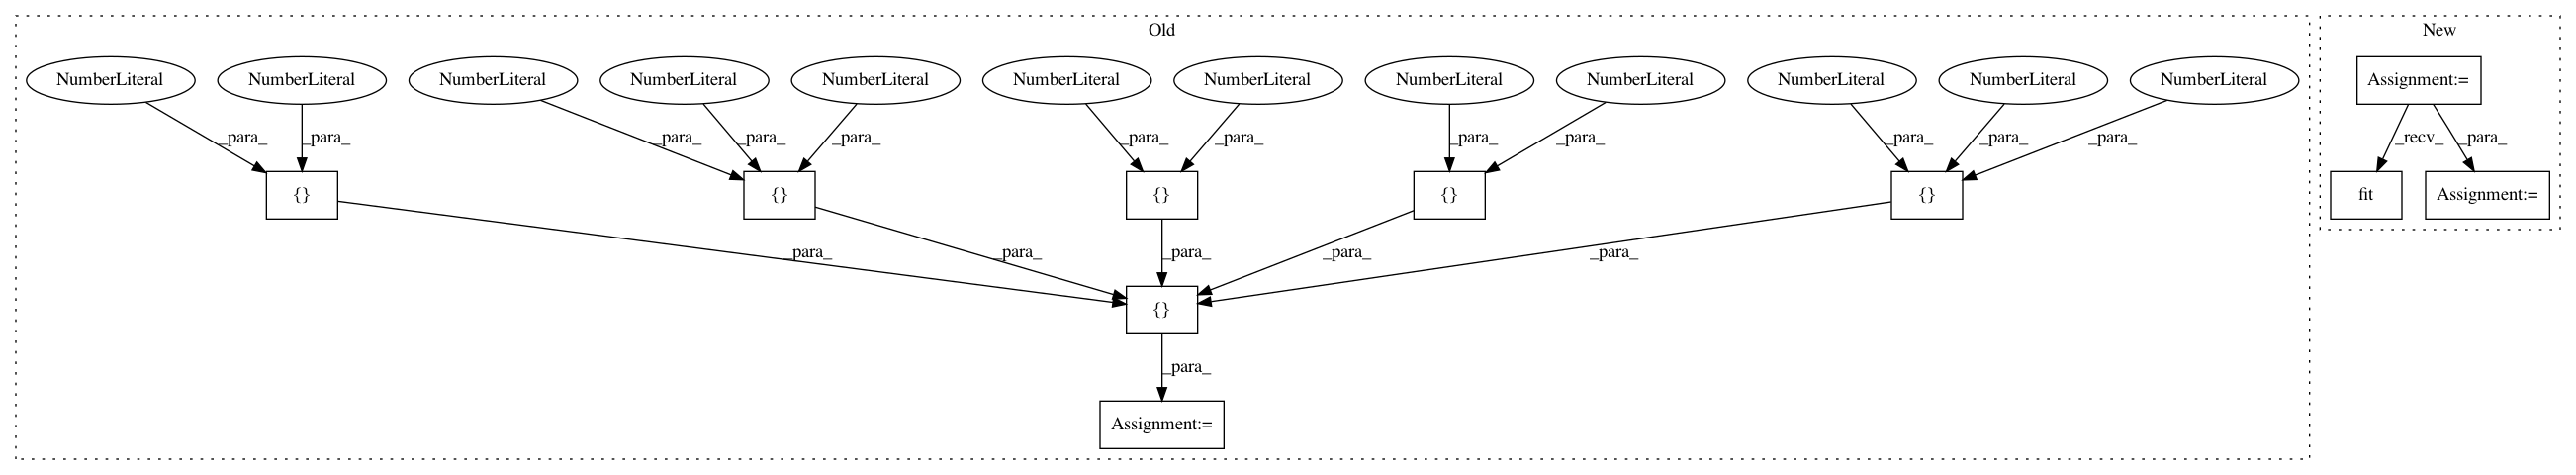 Old
New
NumberLiteral NumberLiteral NumberLiteral NumberLiteral NumberLiteral NumberLiteral NumberLiteral NumberLiteral NumberLiteral NumberLiteral NumberLiteral NumberLiteral Assignment:=
_para_ _para_ _para_ _para_ _para_ _para_ _para_ _para_ _para_ _para_ _para_ _para_ _recv_ _para_
{} {} {} {} {} fit Assignment:=
_para_ _para_ _para_ _para_ _para_
{}
_para_
Assignment:=